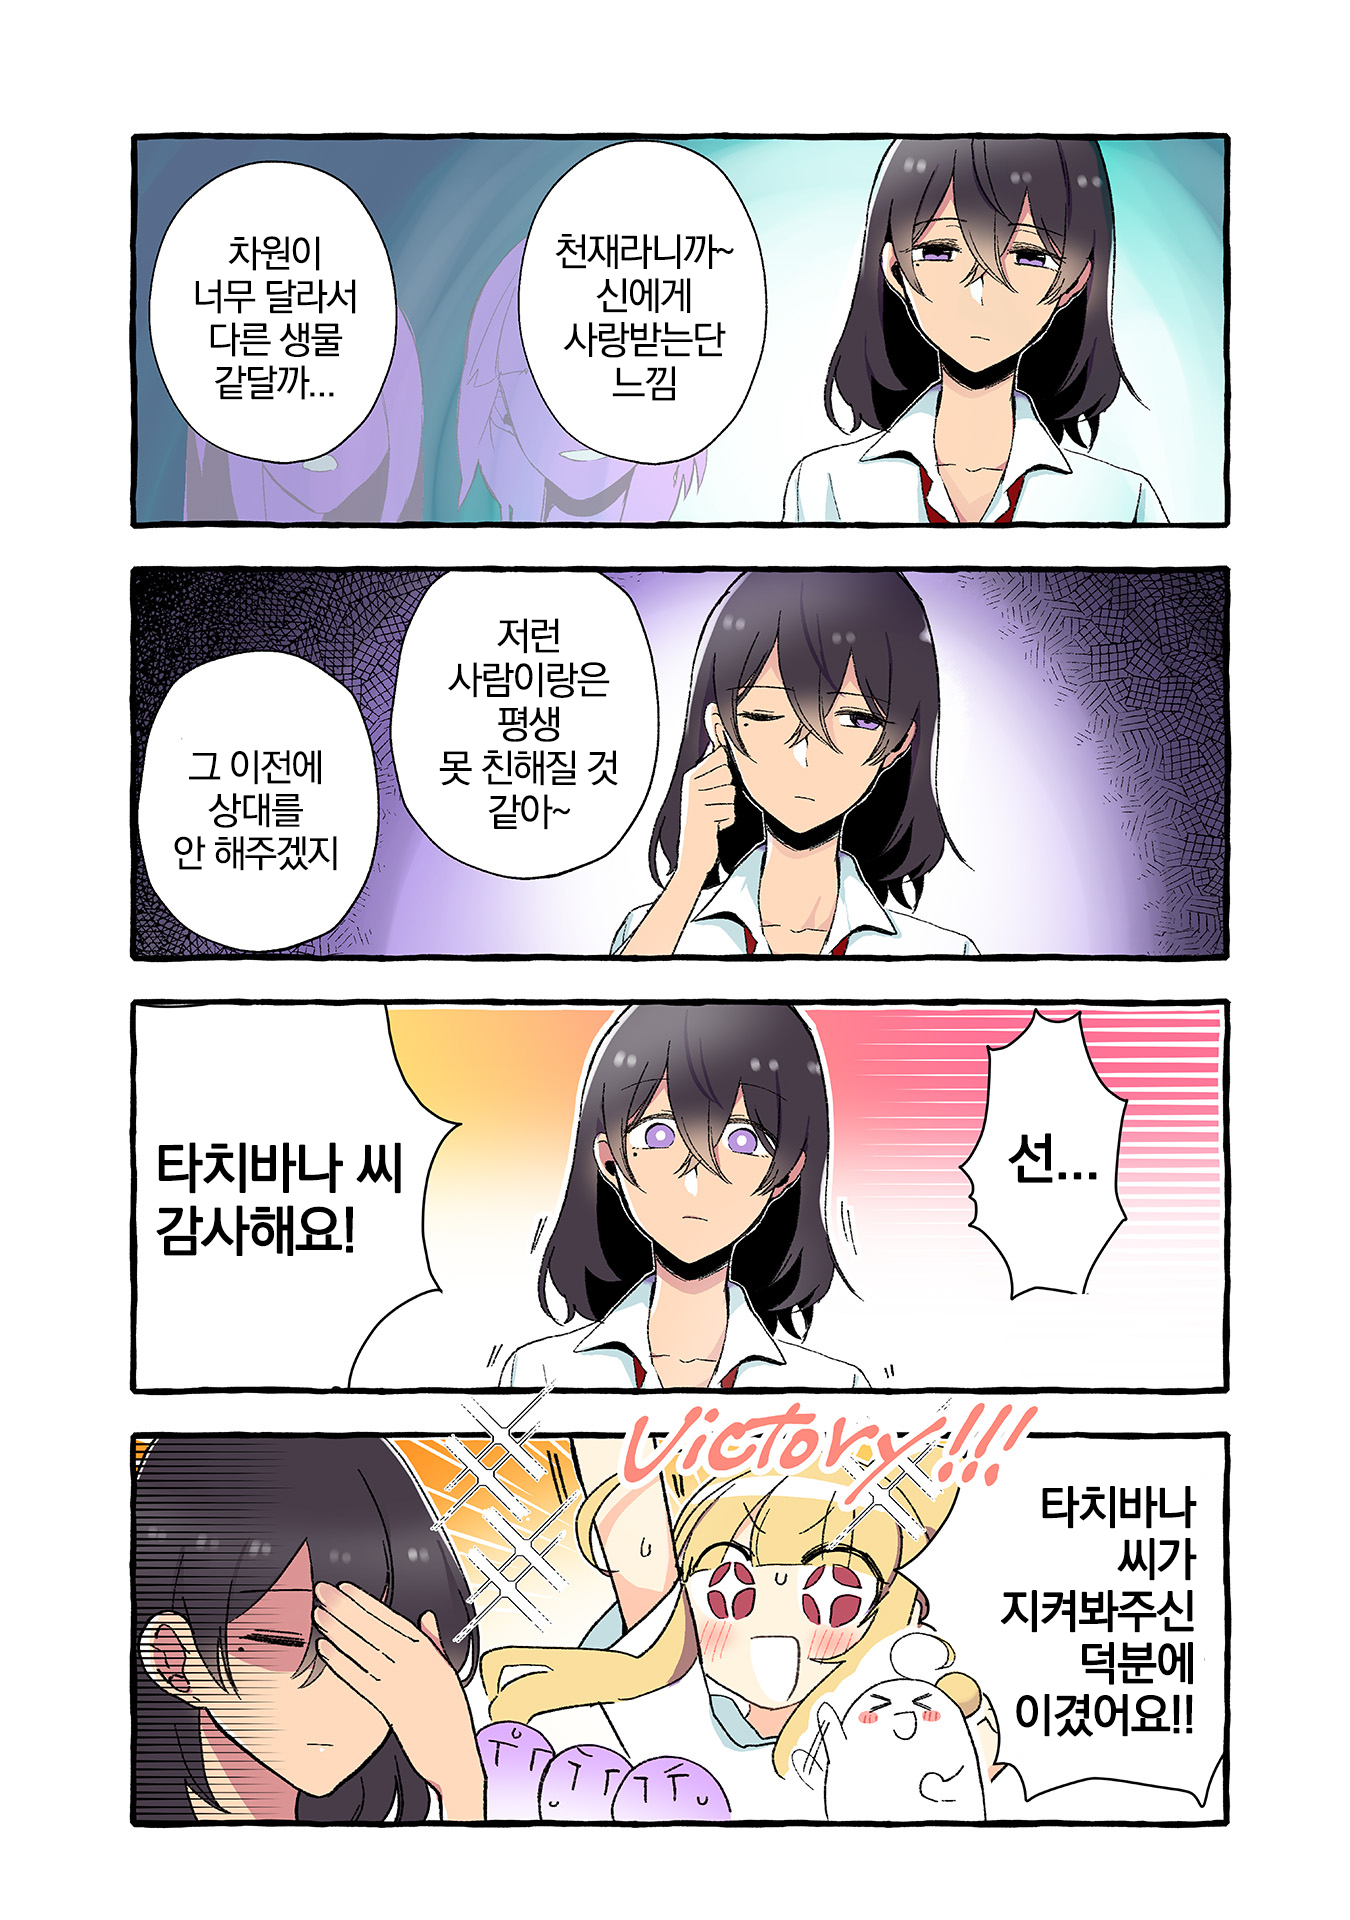 천재라니까~
신에게
사랑받는단
느낌
차원이
너무 달라서
다른 생물
같달까...
저런
사람이랑은
평생
못 친해질 것
같아~
그 이전에
상대를
안 해주겠지
선...
타치바나 씨
감사해요!
Victory!!!
타치바나
씨가
지켜봐주신
덕분에
이겼어요!!